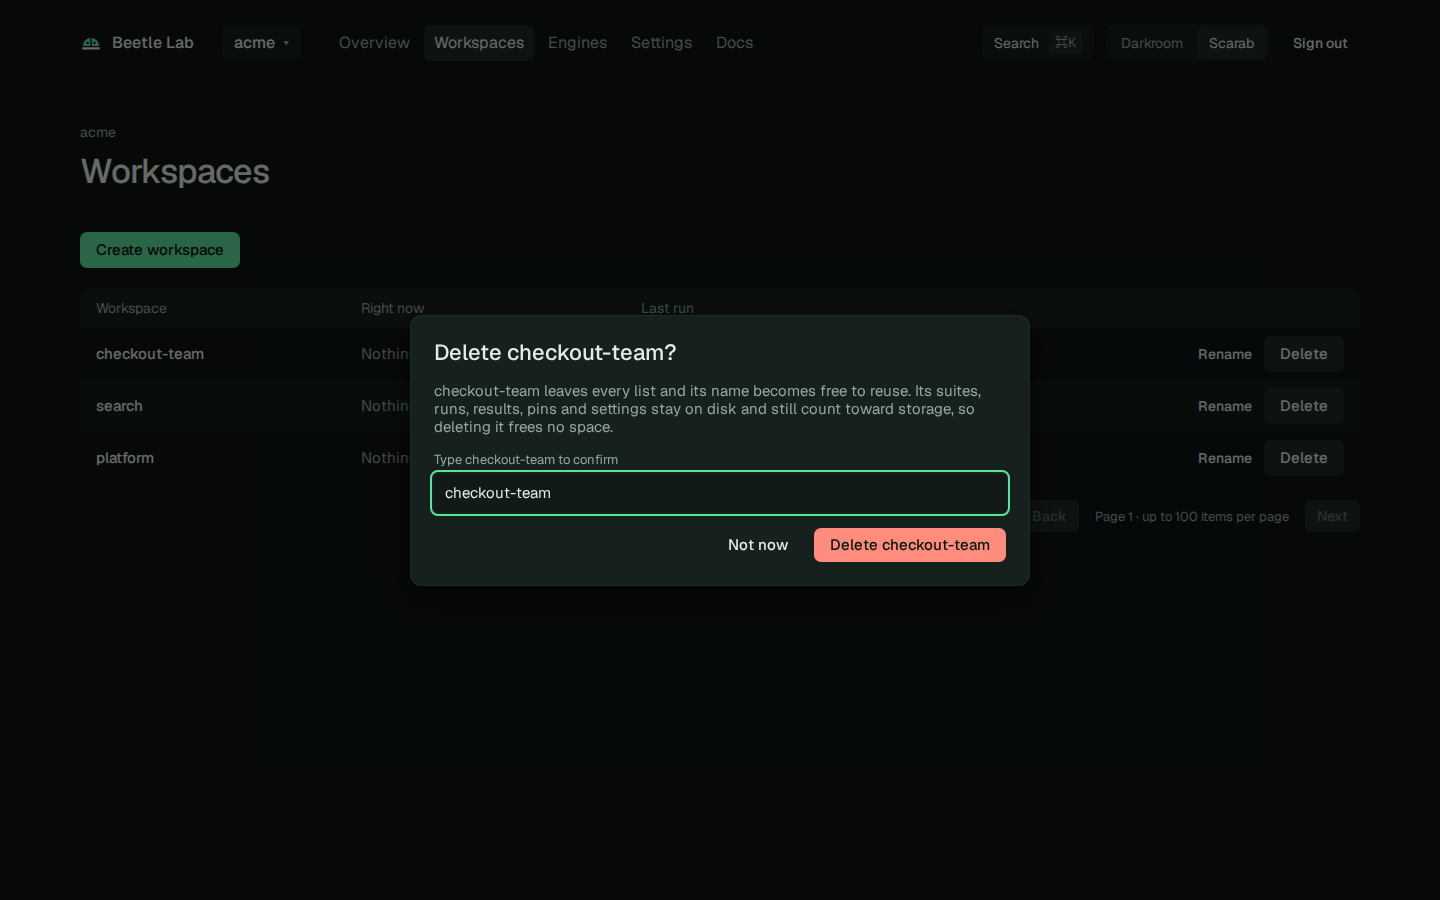 Beetle Lab acme Overview Workspaces Engines Settings Docs Search ⌘K Darkroom Scarab Sign out
acme
Workspaces
Create workspace
Workspace Right now Last run
checkout-team Rename Delete
search Rename Delete
platform Rename Delete
Back Page 1 · up to 100 items per page Next
Delete checkout-team?
checkout-team leaves every list and its name becomes free to reuse. Its suites,
runs, results, pins and settings stay on disk and still count toward storage, so
deleting it frees no space.
Type checkout-team to confirm
checkout-team
Not now Delete checkout-team